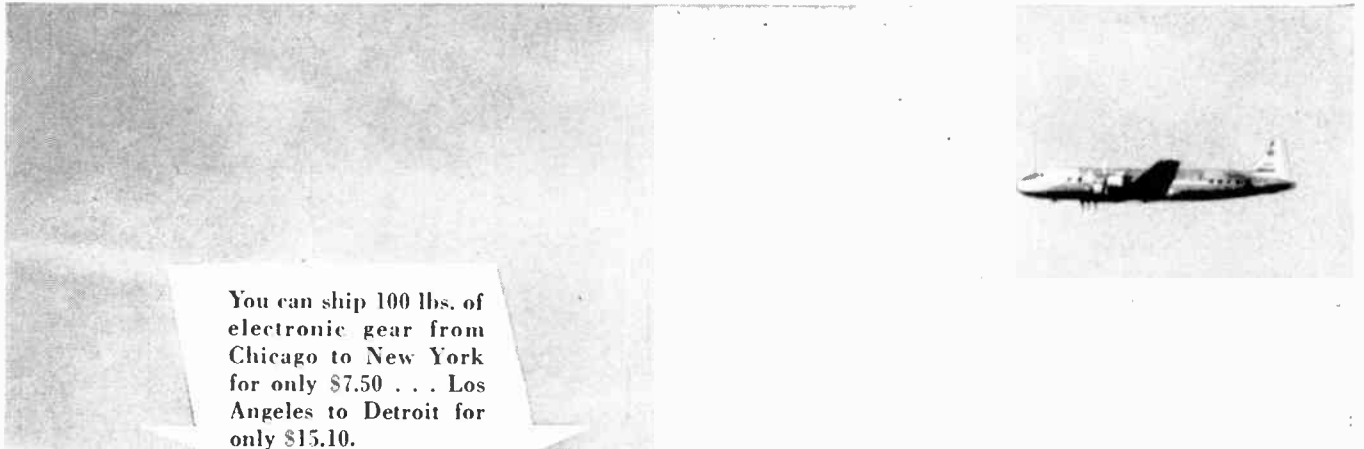 You can ship 100 lbs. of
electronic gear from
Chicago to New York
for only $7.50 . . . Los
Angeles to Detroit for
only $15.10.